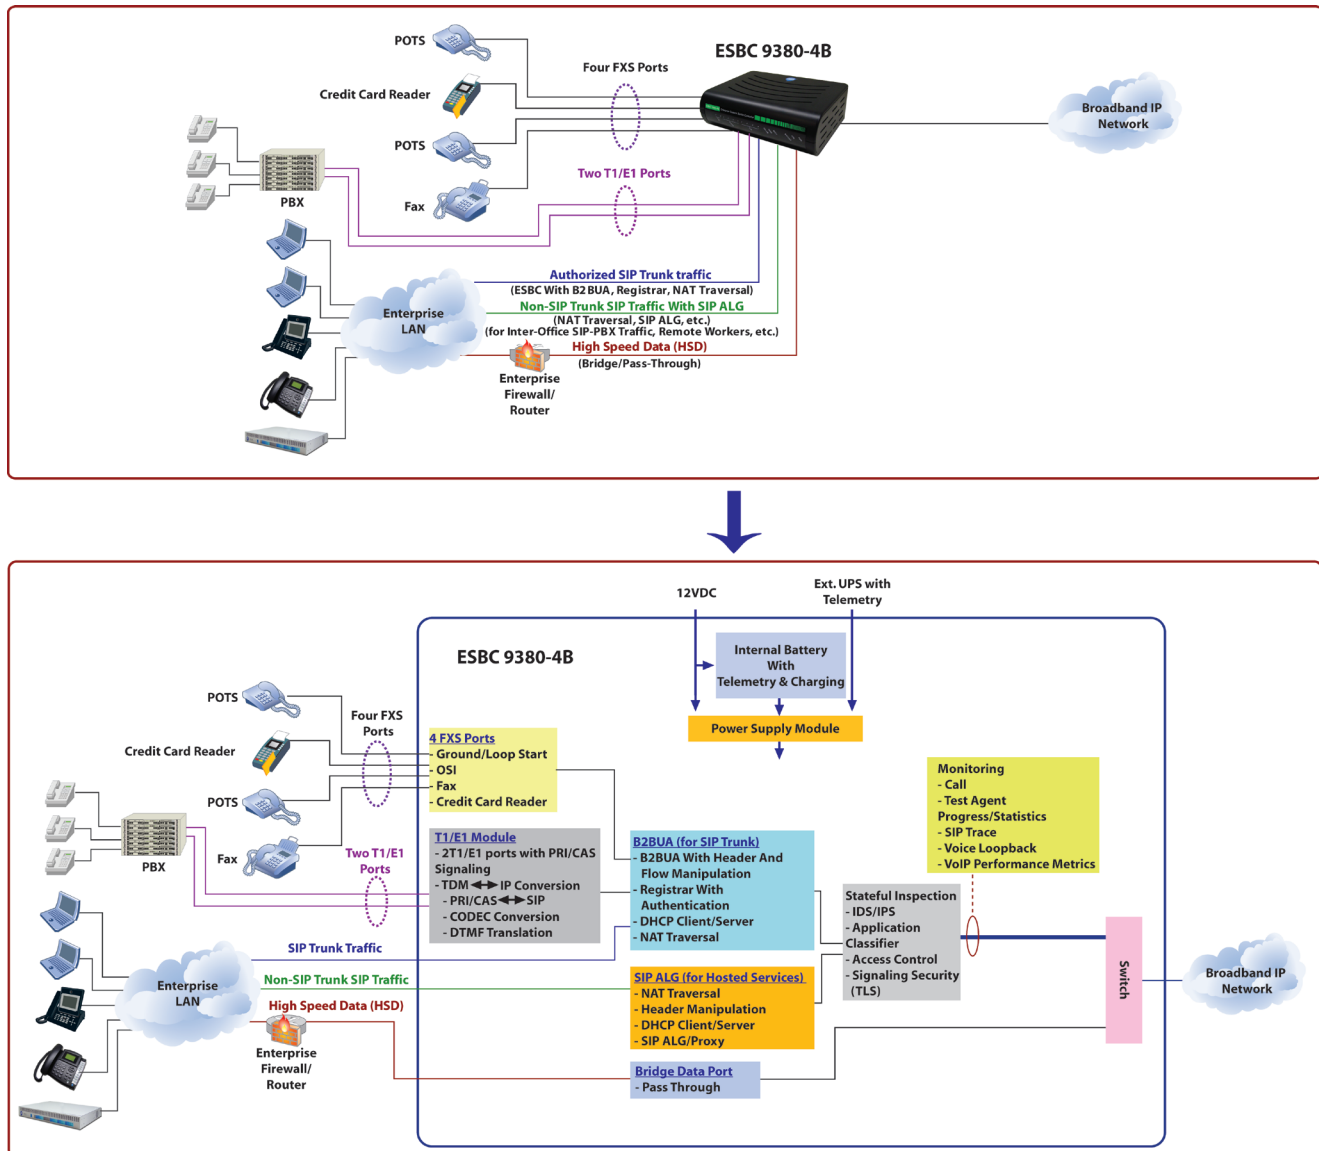 ESBC 9380-4B
POTS
Four FXS Ports
Credit Card Reader
Broadband IP
Network
POTS
Two T1/E1 Ports
PBX
Fax
Authorized SIP Trunk traffic
(ESBC With B2BUA, Registrar, NAT Traversal)
Non-SIP Trunk SIP Traffic With SIP ALG
(NAT Traversal, SIP ALG, etc.)
(for Inter-Office SIP-PBX Traffic, Remote Workers, etc.)
Enterprise
LAN
High Speed Data (HSD)
(Bridge/Pass-Through)
Enterprise
Firewall/
Router
12VDC
Ext. UPS with
Telemetry
ESBC 9380-4B
Internal Battery
With
Telemetry & Charging
Power Supply Module
POTS
Four FXS
Ports
Credit Card Reader
POTS
Fax
PBX
Two T1/E1
Ports
4 FXS Ports
- Ground/Loop Start
- OSI
- Fax
- Credit Card Reader
T1/E1 Module
- 2T1/E1 ports with PRI/CAS
Signaling
- TDM IP Conversion
- PRI/CAS SIP
- CODEC Conversion
- DTMF Translation
B2BUA (for SIP Trunk)
- B2BUA With Header And
Flow Manipulation
- Registrar With
Authentication
- DHCP Client/Server
- NAT Traversal
Monitoring
- Call
- Test Agent
Progress/Statistics
- SIP Trace
- Voice Loopback
- VoIP Performance Metrics
Stateful Inspection
- IDS/IPS
- Application
Classifier
- Access Control
- Signaling Security
(TLS)
Switch
Broadband IP
Network
SIP Trunk Traffic
Non-SIP Trunk SIP Traffic
High Speed Data (HSD)
Enterprise
LAN
Enterprise
Firewall/
Router
SIP ALG (for Hosted Services)
- NAT Traversal
- Header Manipulation
- DHCP Client/Server
- SIP ALG/Proxy
Bridge Data Port
- Pass Through